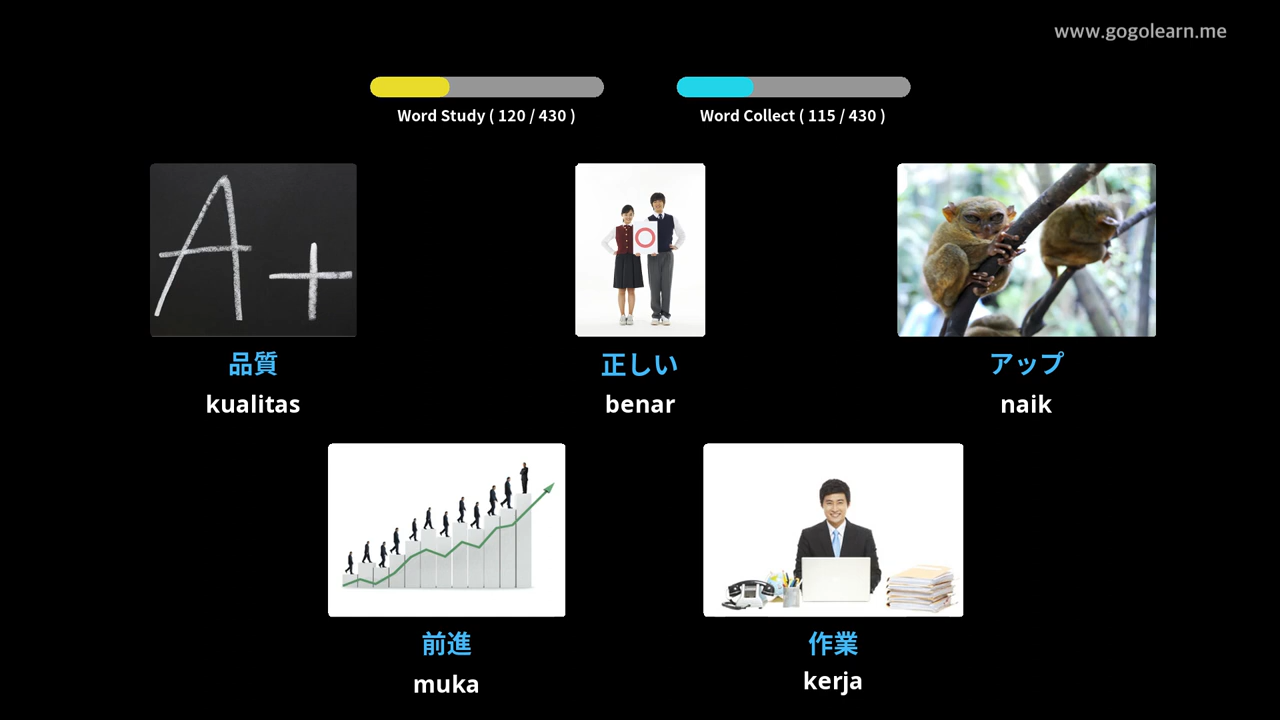 www.gogolearn.me
Word Study ( 120 / 430 )
Word Collect ( 115 / 430 )
A+
品質
kualitas
正しい
benar
アップ
naik
前進
muka
作業
kerja